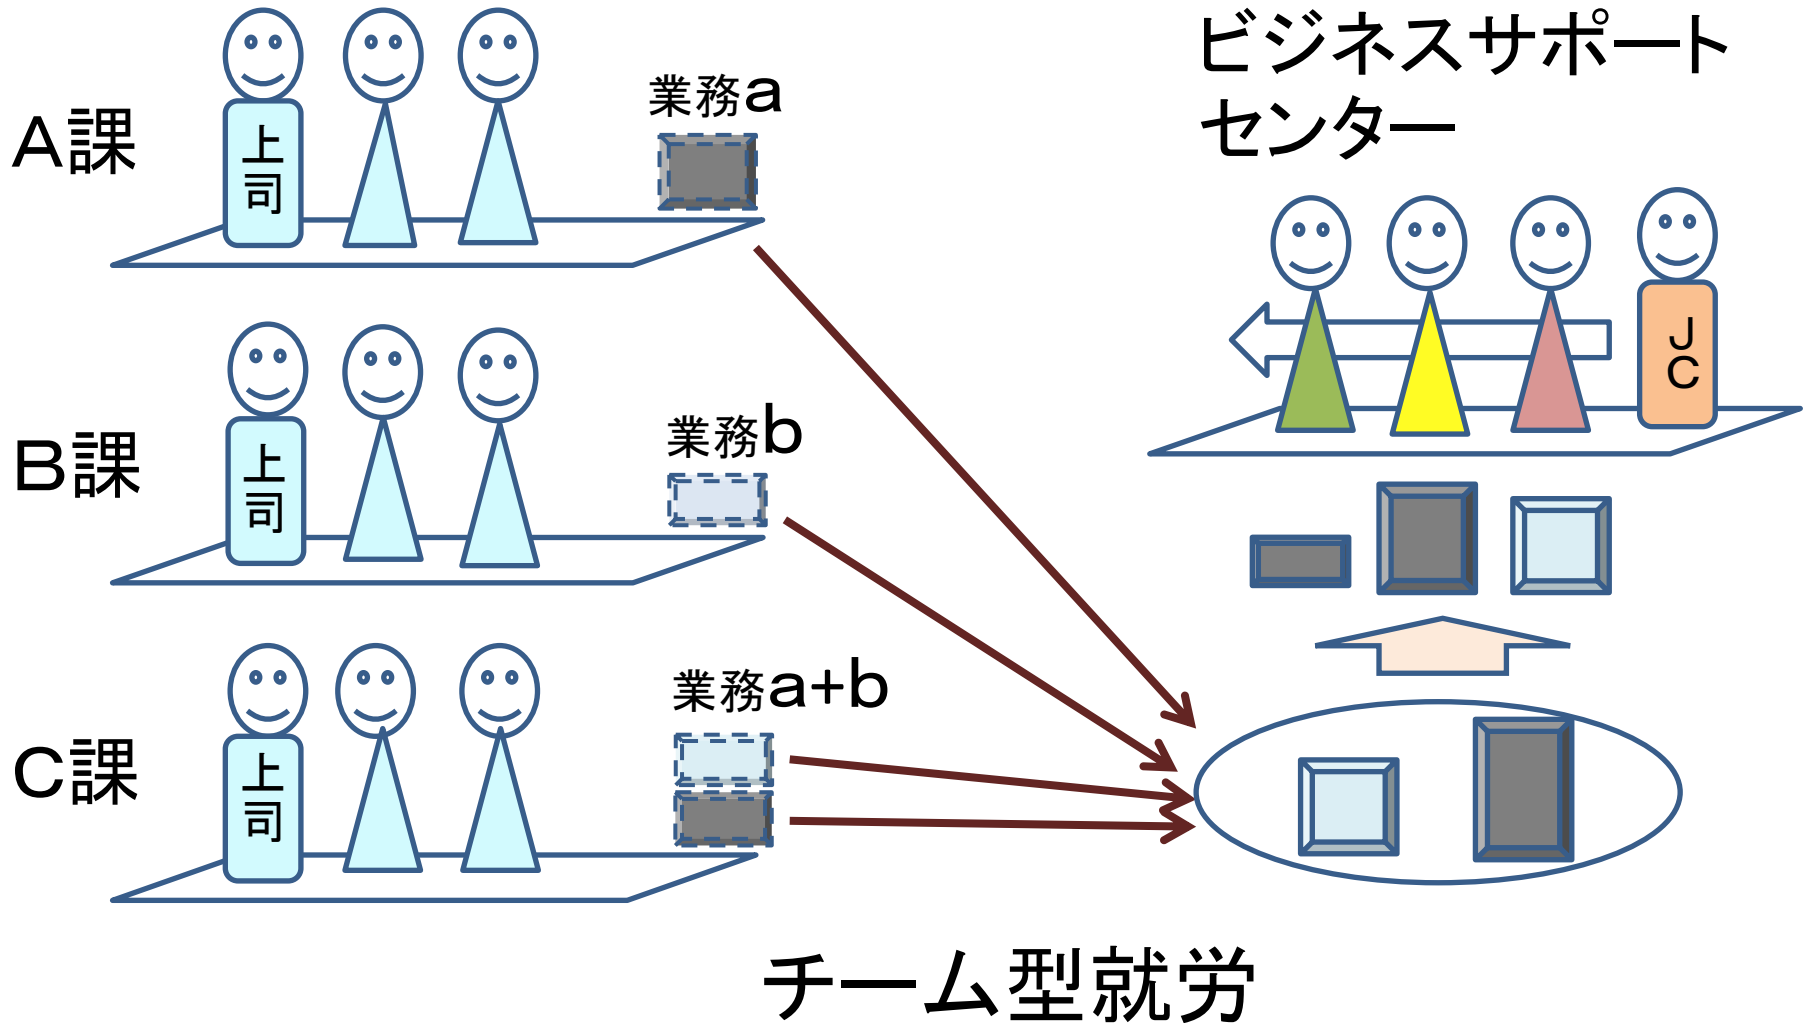 A課
上司
業務a
B課
上司
業務b
C課
上司
業務a+b
ビジネスサポート
センター
JC
チーム型就労